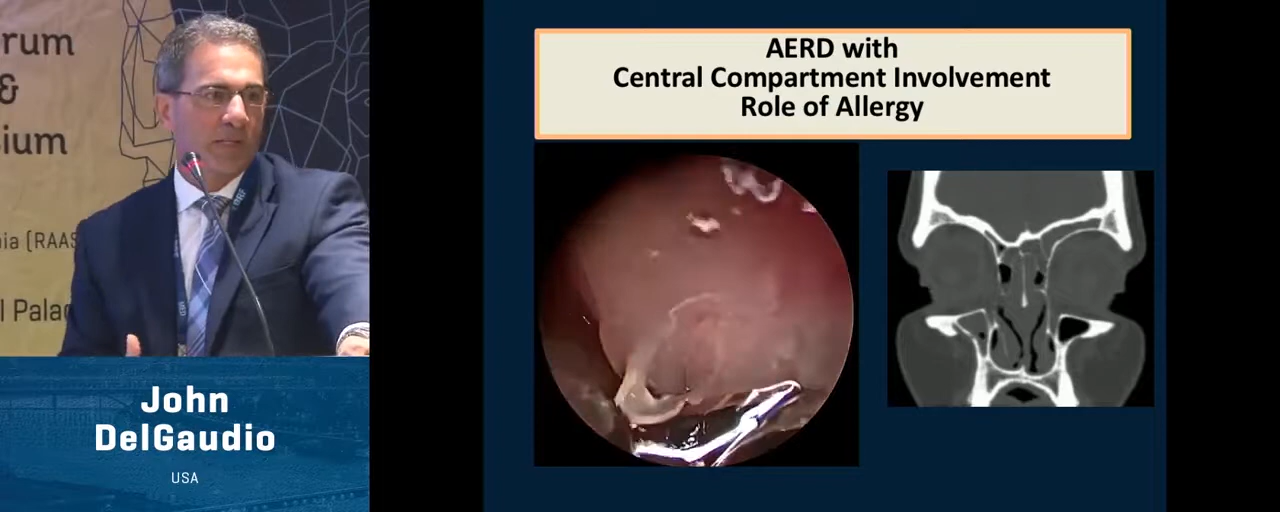 rum
&
ium
nia (RAAS
l Palac
John
DelGaudio
USA
AERD with
Central Compartment Involvement
Role of Allergy